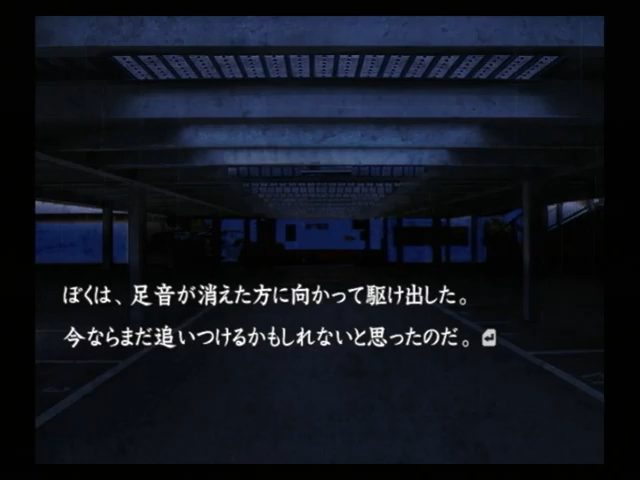 ぼくは、足音が消えた方に向かって駆け出した。
今ならまだ追いつけるかもしれないと思ったのだ。